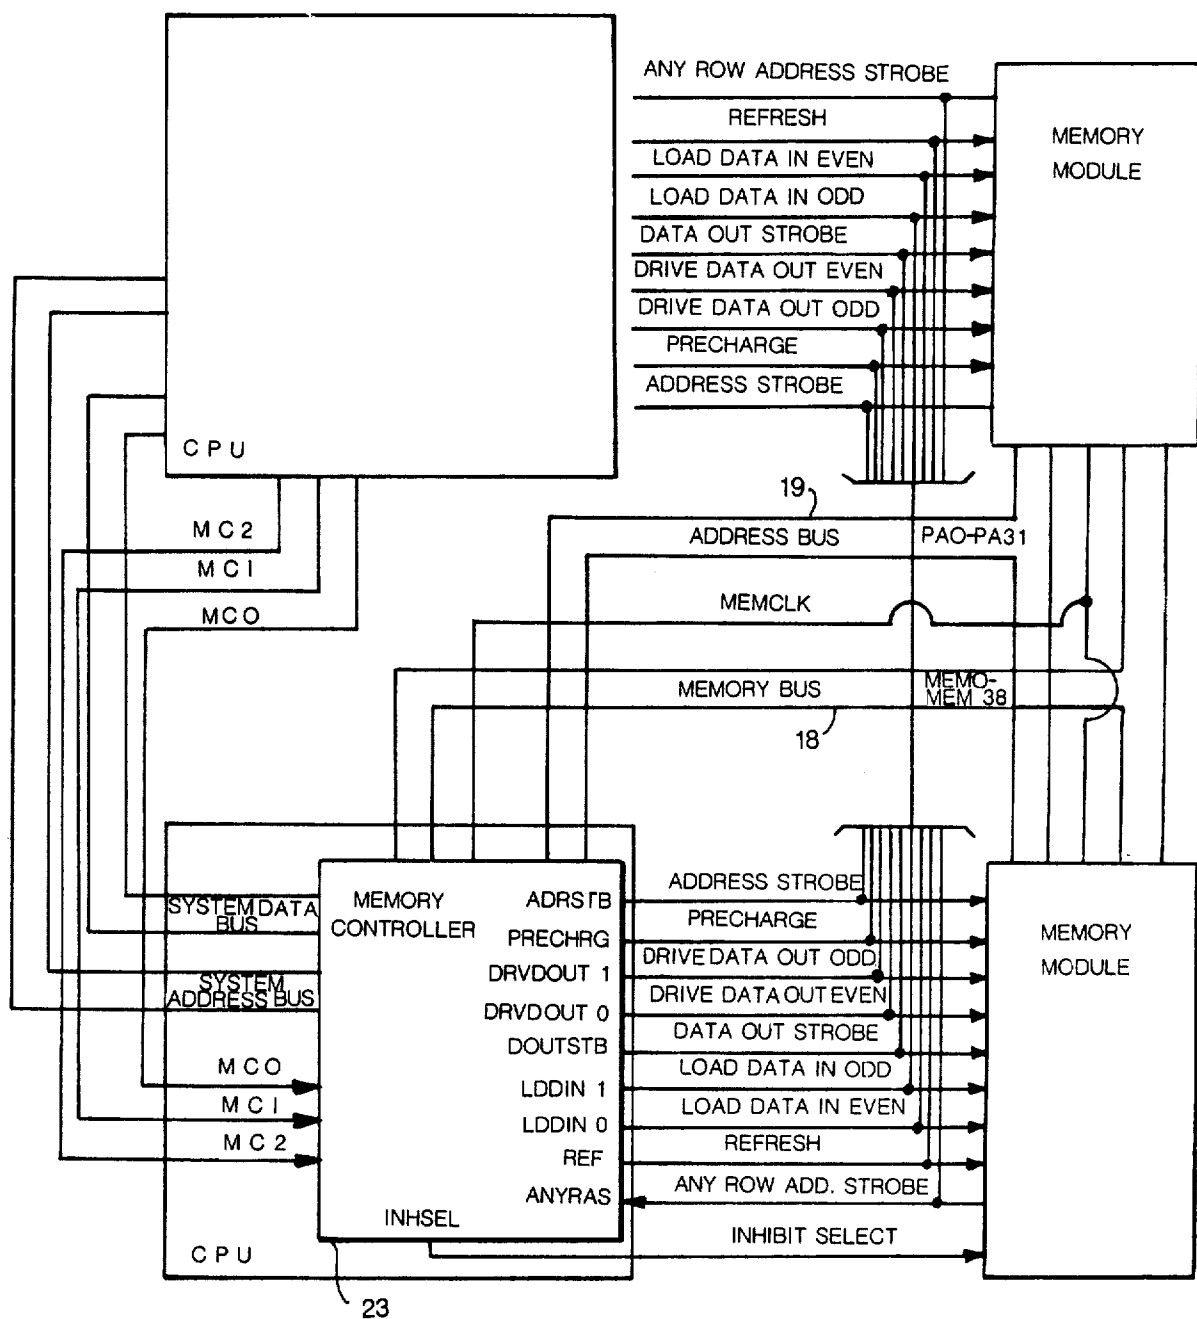 ANY ROW ADDRESS STROBE
REFRESH
LOAD DATA IN EVEN
LOAD DATA IN ODD
DATA OUT STROBE
DRIVE DATA OUT EVEN
DRIVE DATA OUT ODD
PRECHARGE
ADDRESS STROBE
MEMORY
MODULE
CPU
MC2
MC1
MC0
19
ADDRESS BUS
PA0-PA31
MEMCLK
MEMORY BUS
MEM0-
MEM 38
18
SYSTEM DATA
BUS
SYSTEM
ADDRESS BUS
MC0
MC1
MC2
MEMORY
CONTROLLER
ADRSTB
PRECHRG
DRVDOUT 1
DRVDOUT 0
DOUTSTB
LDDIN 1
LDDIN 0
REF
ANYRAS
INHSEL
CPU
23
ADDRESS STROBE
PRECHARGE
DRIVE DATA OUT ODD
DRIVE DATA OUT EVEN
DATA OUT STROBE
LOAD DATA IN ODD
LOAD DATA IN EVEN
REFRESH
ANY ROW ADD. STROBE
INHIBIT SELECT
MEMORY
MODULE